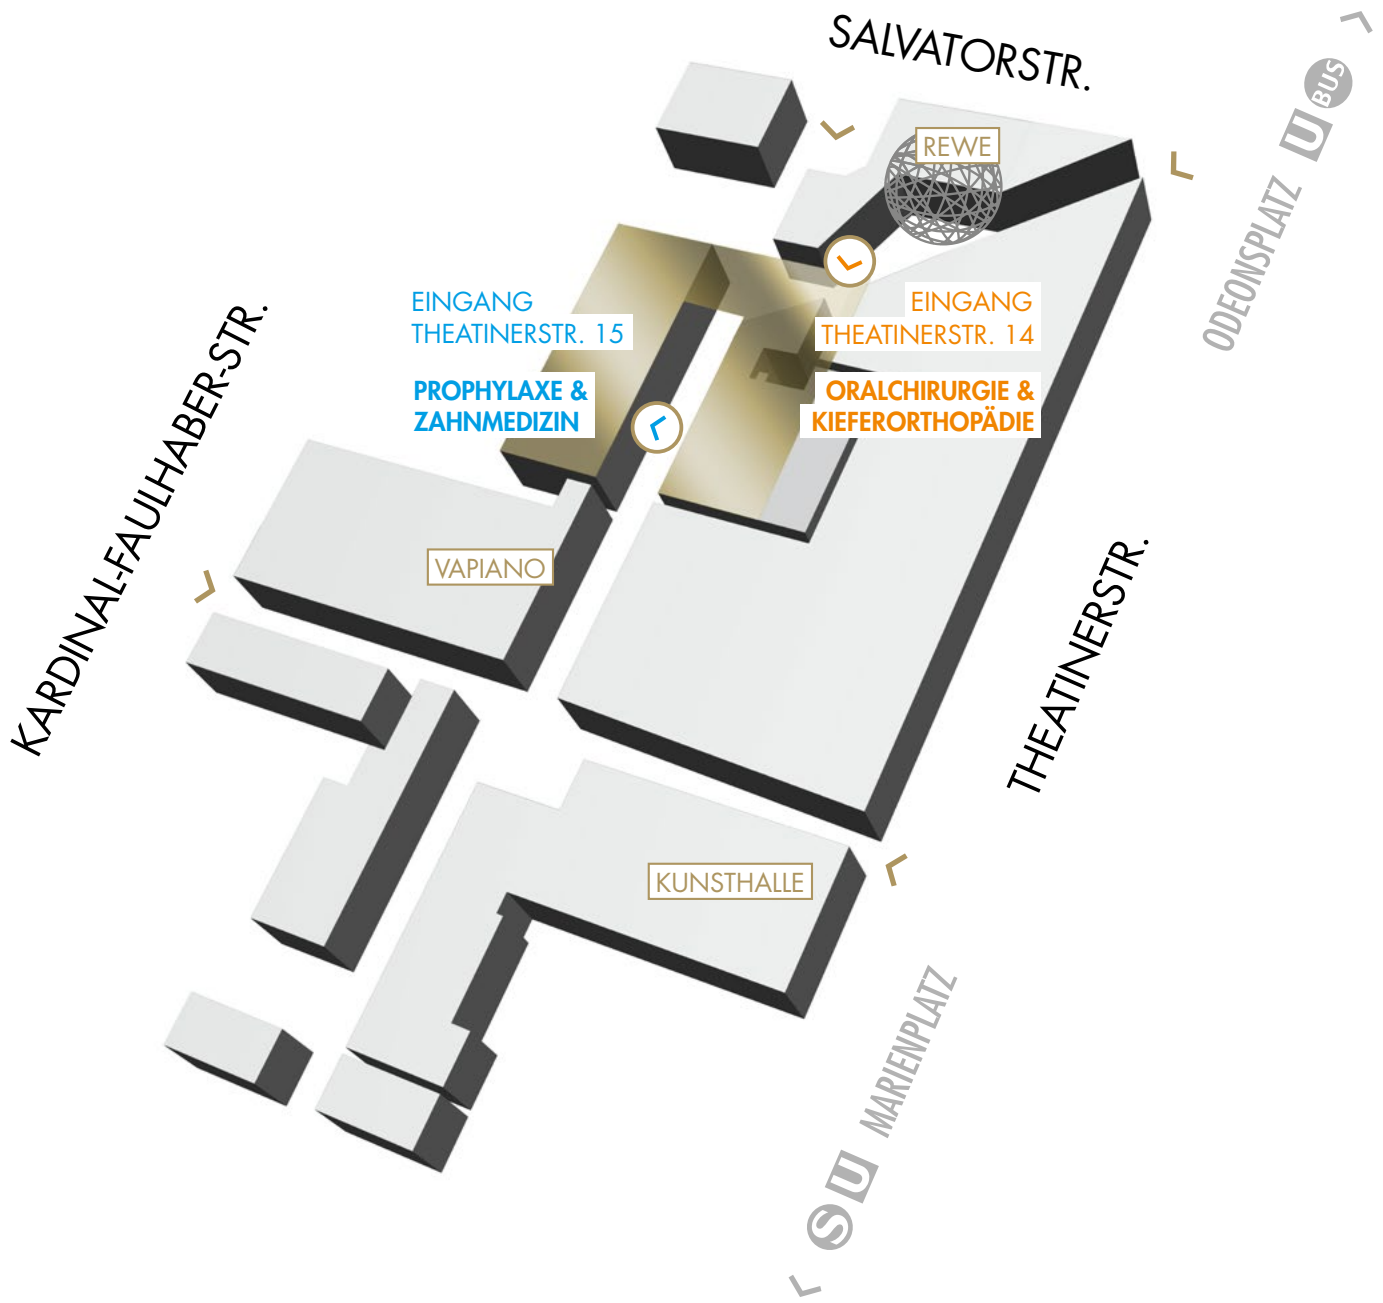 SALVATORSTR.
BUS
U
ODEONSPLATZ
REWE
EINGANG
THEATINERSTR. 15
PROPHYLAXE &
ZAHNMEDIZIN
EINGANG
THEATINERSTR. 14
ORALCHIRURGIE &
KIEFERORTHOPÄDIE
KARDINAL-FAULHABER-STR.
VAPIANO
THEATINERSTR.
KUNSTHALLE
S U MARIENPLATZ